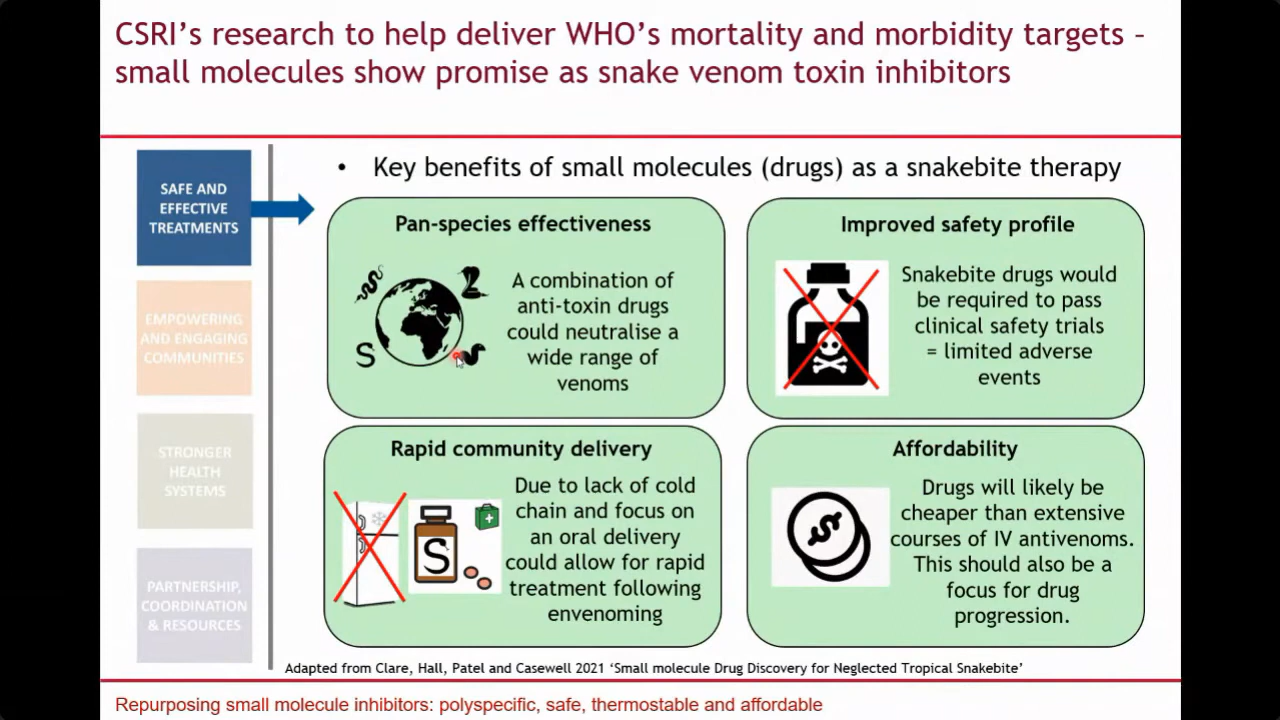 CSRI's research to help deliver WHO's mortality and morbidity targets -
small molecules show promise as snake venom toxin inhibitors
SAFE AND
EFFECTIVE
TREATMENTS
EMPOWERING
AND ENGAGING
COMMUNITIES
STRONGER
HEALTH
SYSTEMS
PARTNERSHIP,
COORDINATION
& RESOURCES
• Key benefits of small molecules (drugs) as a snakebite therapy
Pan-species effectiveness
A combination of
anti-toxin drugs
could neutralise a
wide range of
venoms
Improved safety profile
Snakebite drugs would
be required to pass
clinical safety trials
= limited adverse
events
Rapid community delivery
Due to lack of cold
chain and focus on
an oral delivery
could allow for rapid
treatment following
envenoming
Affordability
$
Drugs will likely be
cheaper than extensive
courses of IV antivenoms.
This should also be a
focus for drug
progression.
Adapted from Clare, Hall, Patel and Casewell 2021 'Small molecule Drug Discovery for Neglected Tropical Snakebite'
Repurposing small molecule inhibitors: polyspecific, safe, thermostable and affordable